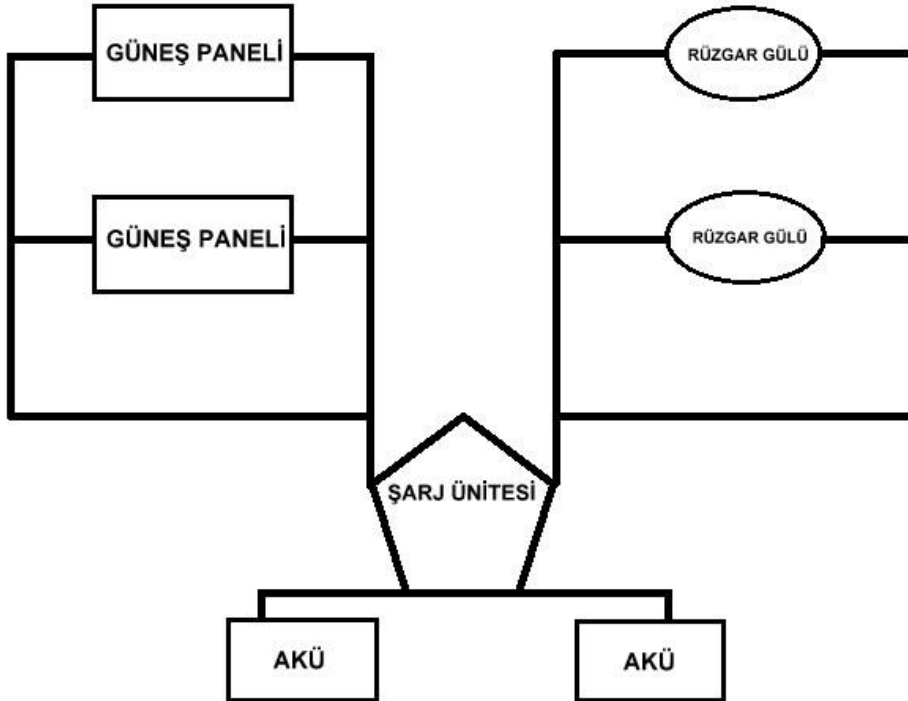 GÜNEŞ PANELİ
RÜZGAR GÜLÜ
GÜNEŞ PANELİ
RÜZGAR GÜLÜ
ŞARJ ÜNİTESİ
AKÜ
AKÜ